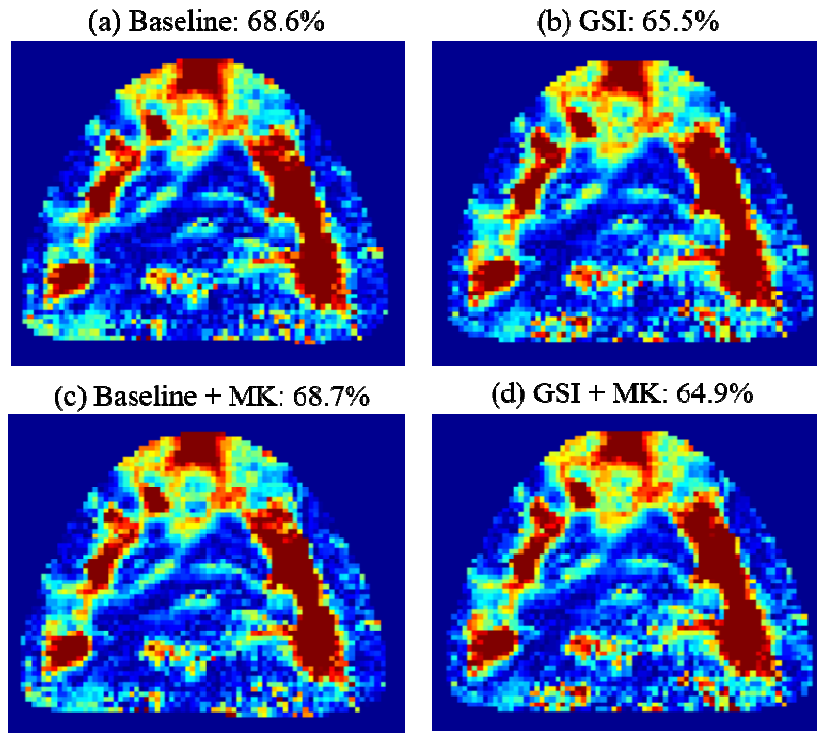 (a) Baseline: 68.6%
(b) GSI: 65.5%
(c) Baseline + MK: 68.7%
(d) GSI + MK: 64.9%